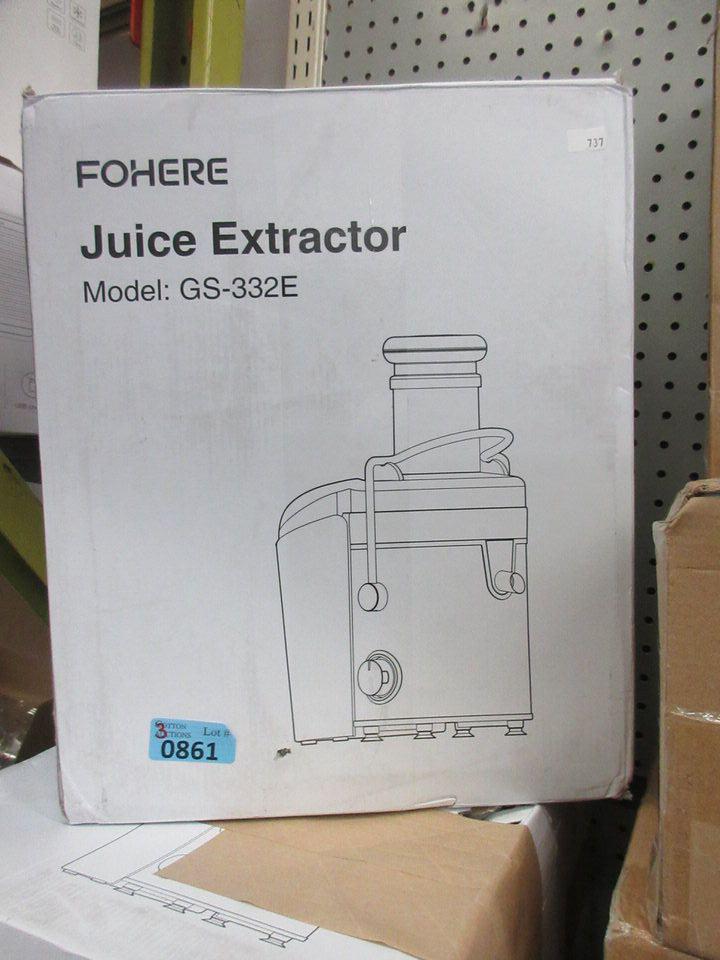 FOHERE
Juice Extractor
Model: GS-332E
737
Lot #
0861